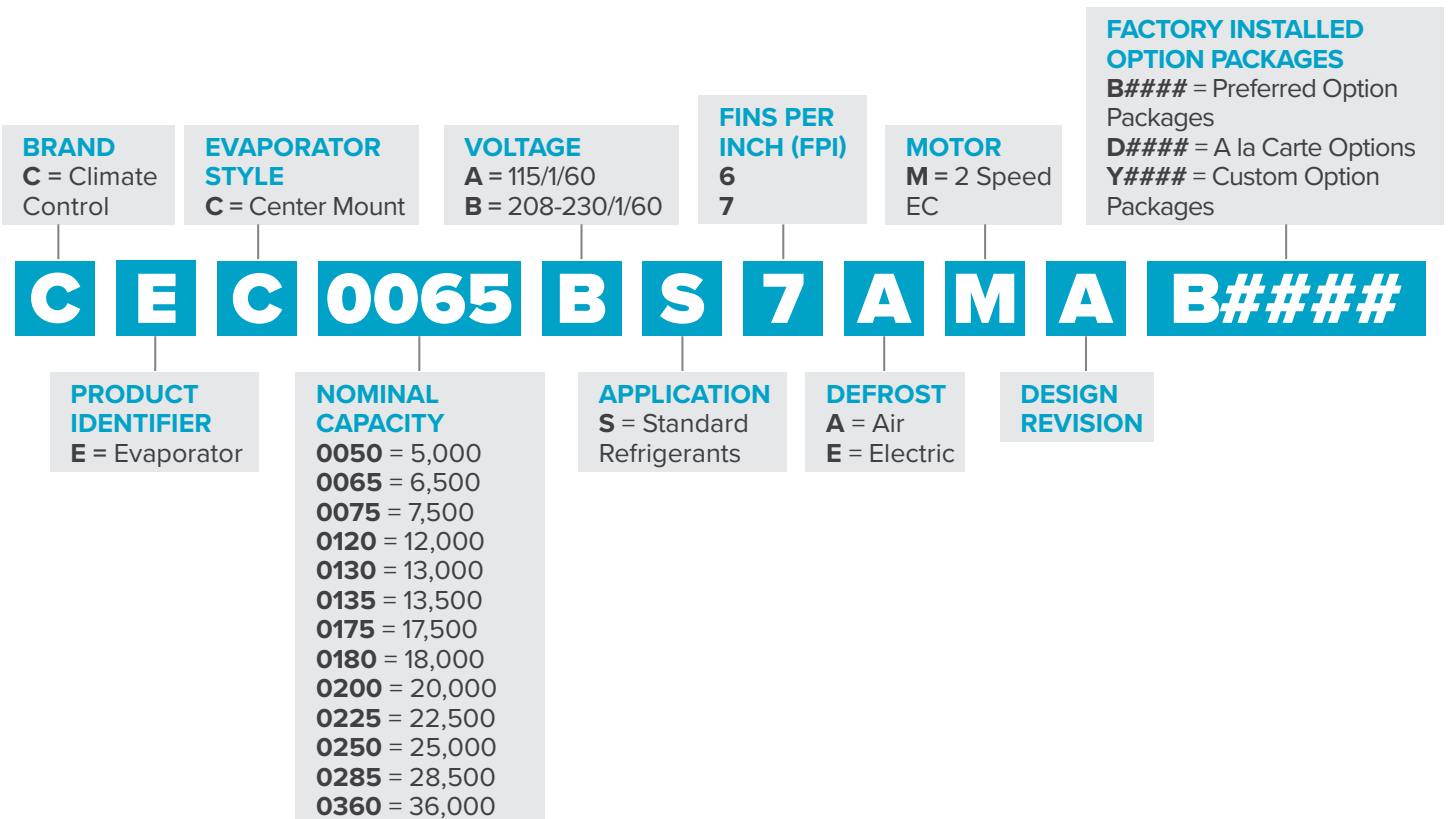 FACTORY INSTALLED
OPTION PACKAGES
B#### = Preferred Option
Packages
D#### = A la Carte Options
Y#### = Custom Option
Packages
BRAND
C = Climate
Control
EVAPORATOR
STYLE
C = Center Mount
VOLTAGE
A = 115/1/60
B = 208-230/1/60
FINS PER
INCH (FPI)
6
7
MOTOR
M = 2 Speed
EC
C E C 0065 B S 7 A M A B####
PRODUCT
IDENTIFIER
E = Evaporator
NOMINAL
CAPACITY
0050 = 5,000
0065 = 6,500
0075 = 7,500
0120 = 12,000
0130 = 13,000
0135 = 13,500
0175 = 17,500
0180 = 18,000
0200 = 20,000
0225 = 22,500
0250 = 25,000
0285 = 28,500
0360 = 36,000
APPLICATION
S = Standard
Refrigerants
DEFROST
A = Air
E = Electric
DESIGN
REVISION